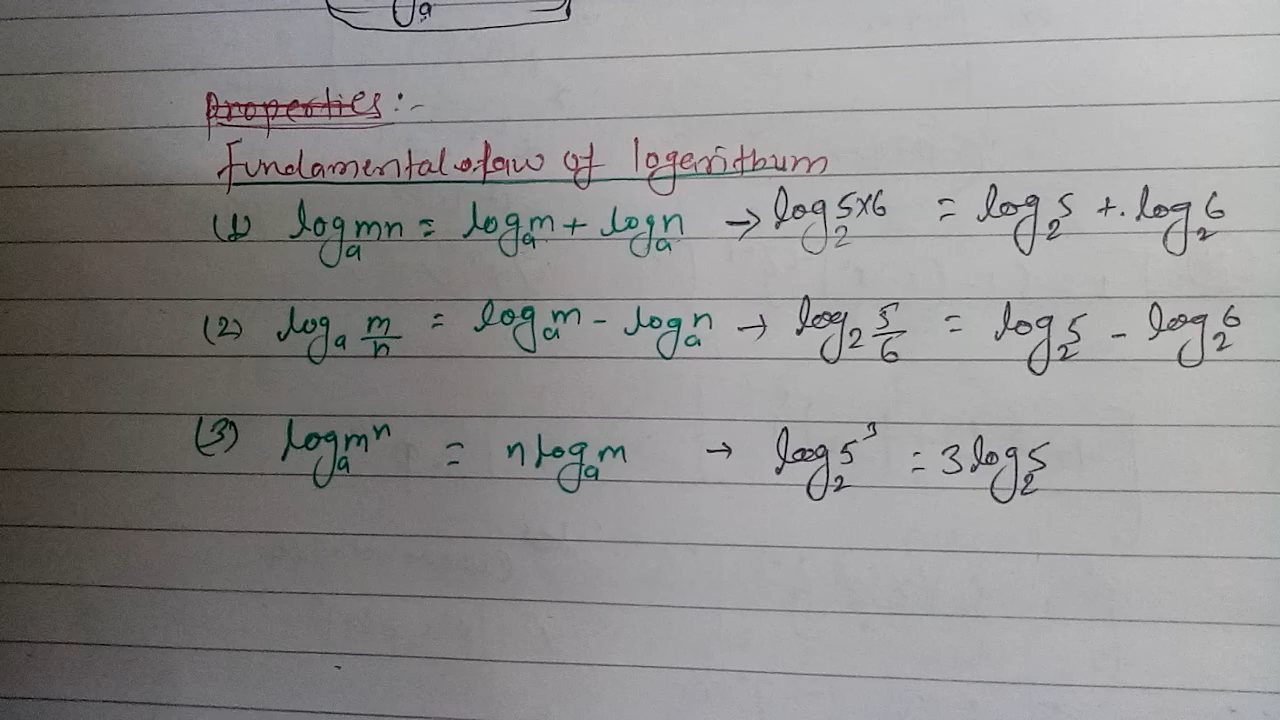 a
Properties:-
Fundamental law of logerithum
(1) logₐmn = logₐm + logₐn → log₂5×6 = log₂5 + log₂6
(2) logₐ m/n = logₐm - logₐn → log₂ 5/6 = log₂5 - log₂6
(3) logₐmⁿ = n logₐm → log₂5³ = 3 log₂5